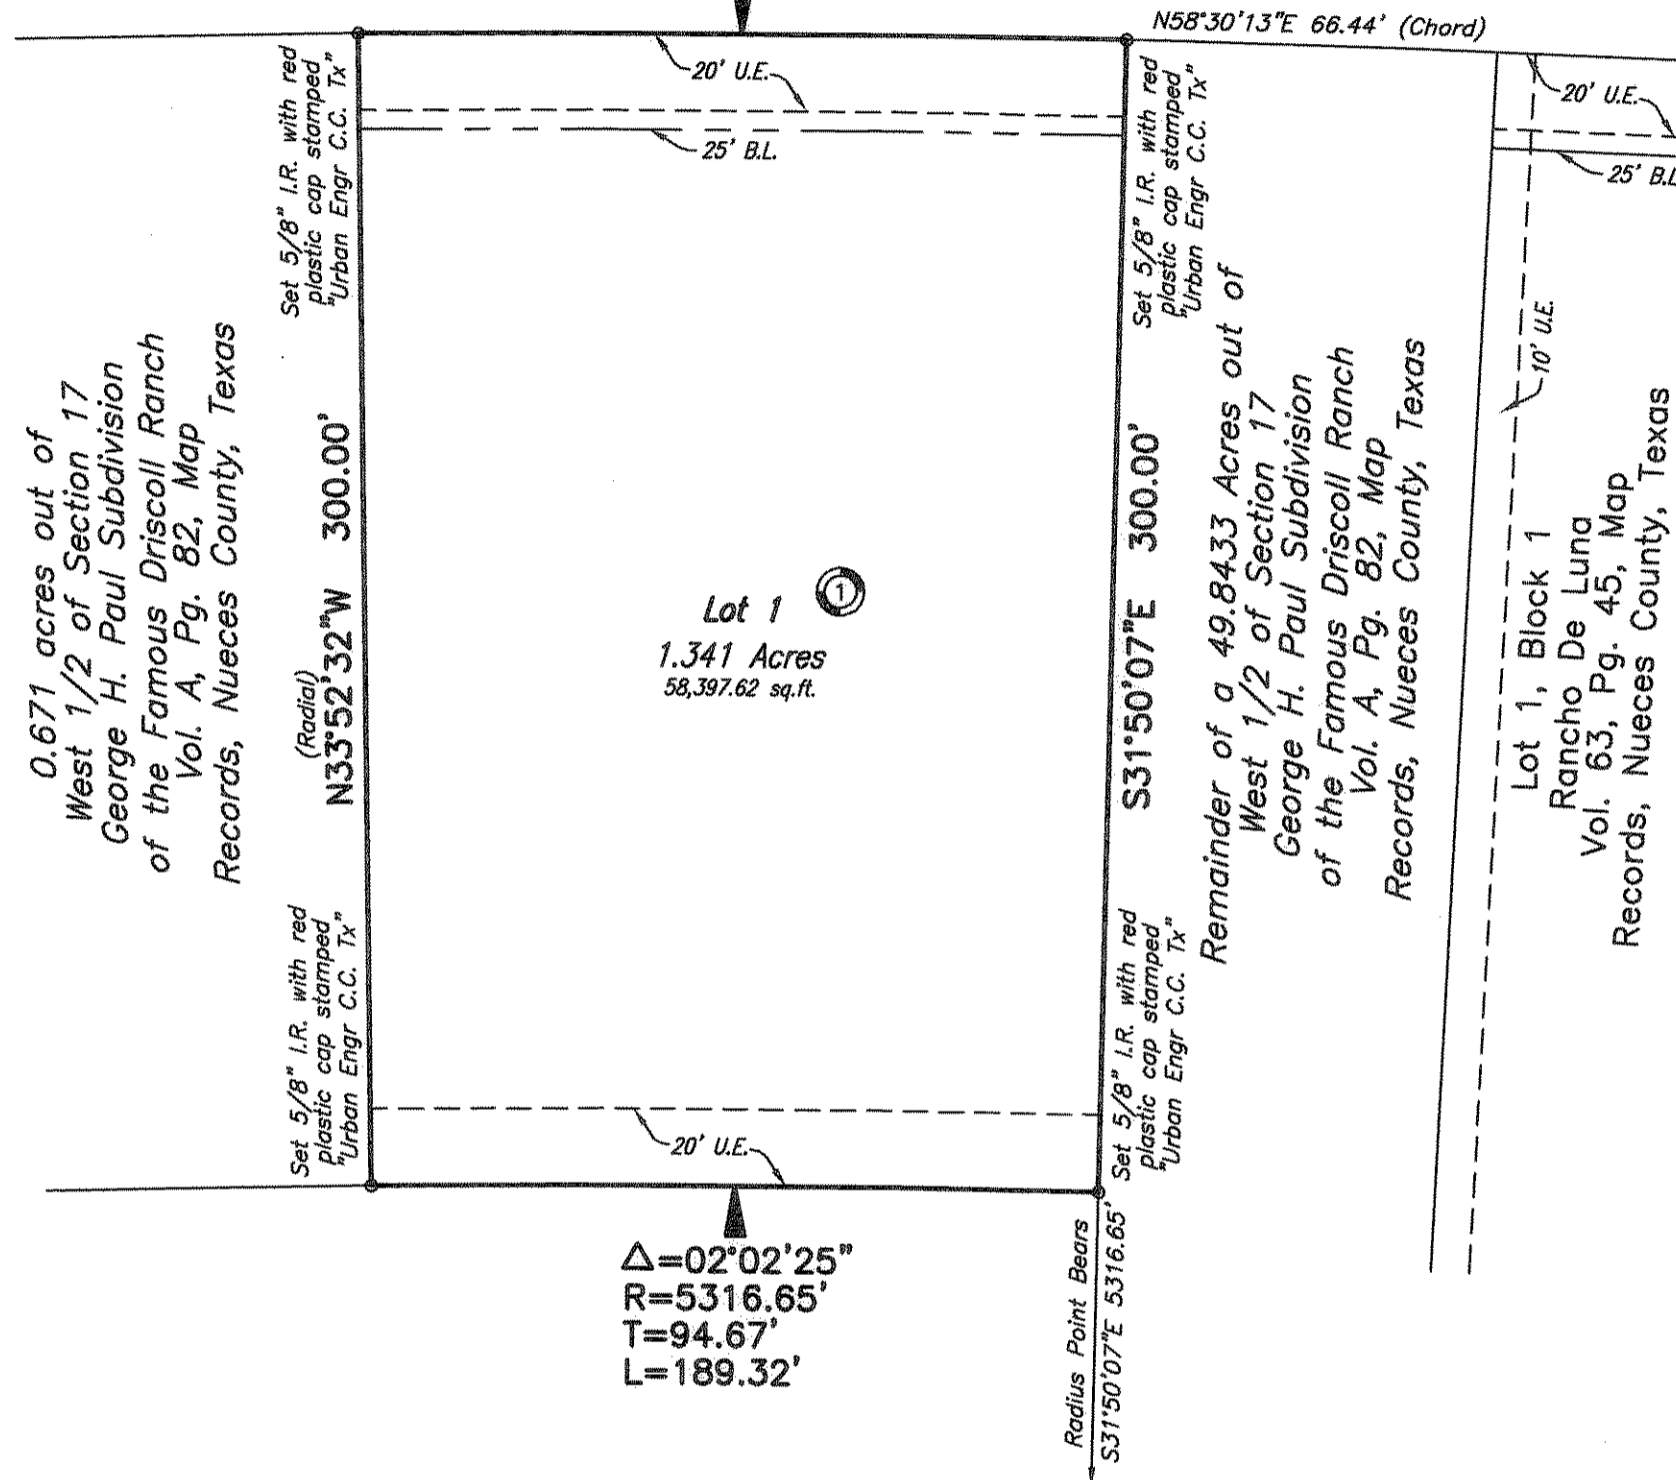 N58°30'13"E 66.44' (Chord)
20' U.E.
25' B.L.
20' U.E.
25' B.L
Set 5/8" I.R. with red
plastic cap stamped
"Urban Engr C.C. Tx"
Set 5/8" I.R. with red
plastic cap stamped
"Urban Engr C.C. Tx"
0.671 acres out of
West 1/2 of Section 17
George H. Paul Subdivision
of the Famous Driscoll Ranch
Vol. A, Pg. 82, Map
Records, Nueces County, Texas
(Radial)
N33°52'32"W 300.00'
Lot 1
1
1.341 Acres
58,397.62 sq.ft.
S31°50'07"E 300.00'
Remainder of a 49.8433 Acres out of
West 1/2 of Section 17
George H. Paul Subdivision
of the Famous Driscoll Ranch
Vol. A, Pg. 82, Map
Records, Nueces County, Texas
10' U.E.
Lot 1, Block 1
Rancho De Luna
Vol. 63, Pg. 45, Map
Records, Nueces County, Texas
Set 5/8" I.R. with red
plastic cap stamped
"Urban Engr C.C. Tx"
20' U.E.
Set 5/8" I.R. with red
plastic cap stamped
"Urban Engr C.C. Tx"
Δ=02°02'25"
R=5316.65'
T=94.67'
L=189.32'
Radius Point Bears
S31°50'07"E 5316.65'